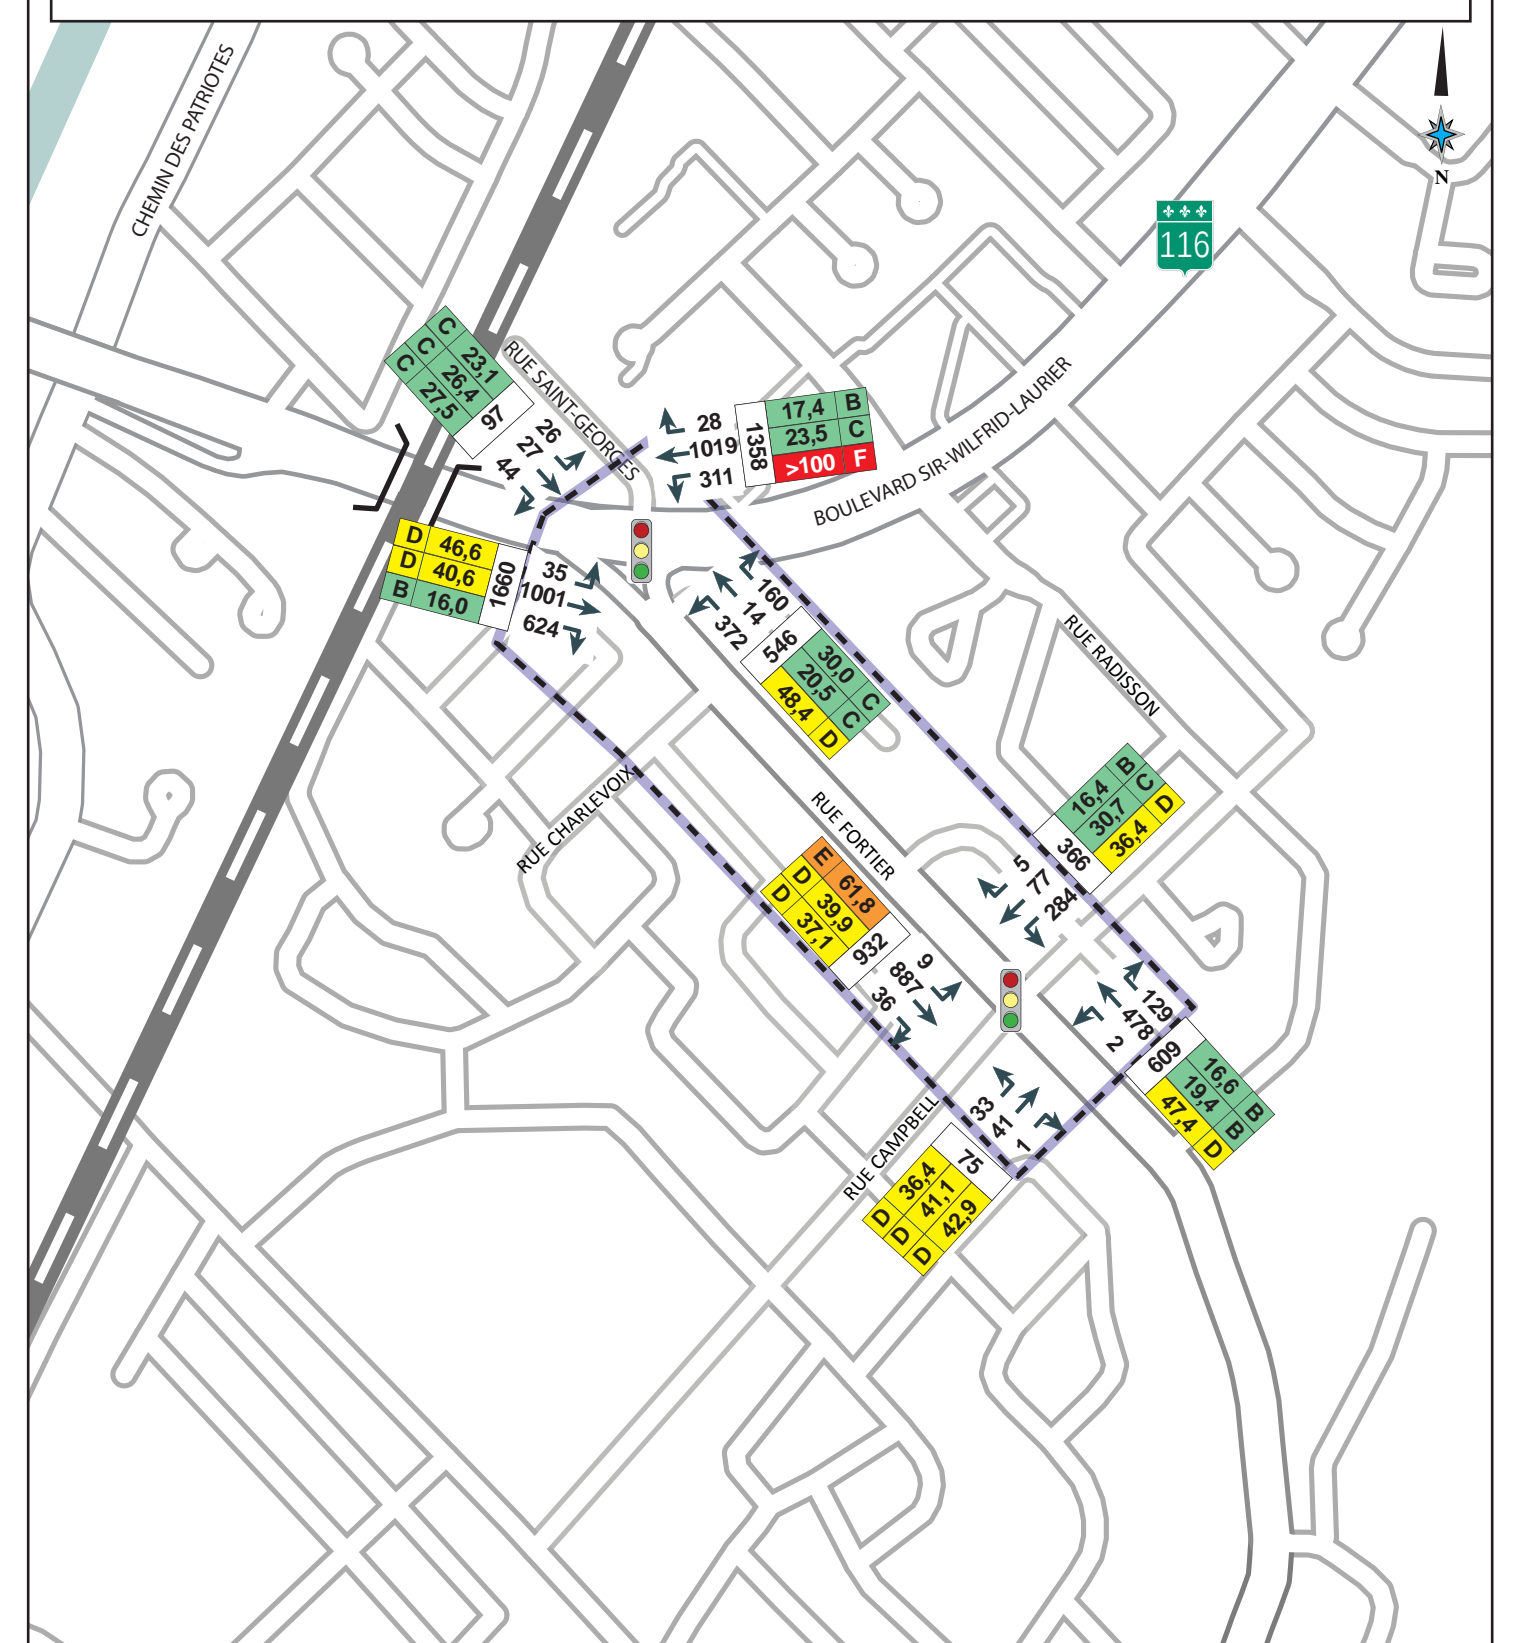 CHEMIN DES PATRIOTES
N
116
RUE SAINT-GEORGES
BOULEVARD SIR-WILFRID-LAURIER
C 23,1
C 26,4
C 27,5
97
26
27
44
28
1019
311
1358
17,4 B
23,5 C
>100 F
D 46,6
D 40,6
B 16,0
1660
35
1001
624
160
14
372
546
30,0 C
20,5 C
48,4 D
RUE RADISSON
RUE CHARLEVOIX
RUE FORTIER
16,4 B
30,7 C
36,4 D
366
5
77
284
E 61,8
D 39,9
D 37,1
932
9
887
36
129
478
2
609
16,6 B
19,4 B
47,4 D
RUE CAMPBELL
33
41
1
75
D 36,4
D 41,1
D 42,9